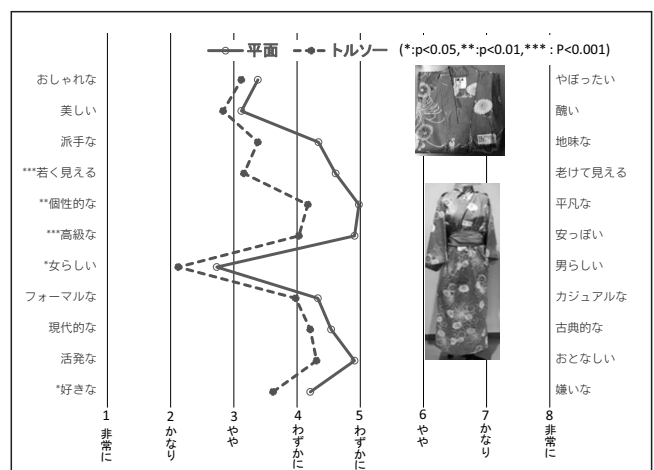 平面 トルソー (*:p<0.05,**:p<0.01,*** : P<0.001)
おしゃれな やぼったい
美しい 醜い
派手な 地味な
***若く見える 老けて見える
**個性的な 平凡な
***高級な 安っぽい
*女らしい 男らしい
フォーマルな カジュアルな
現代的な 古典的な
活発な おとなしい
*好きな 嫌いな
1 2 3 4 5 6 7 8
非常に かなり やや わずかに わずかに やや かなり 非常に